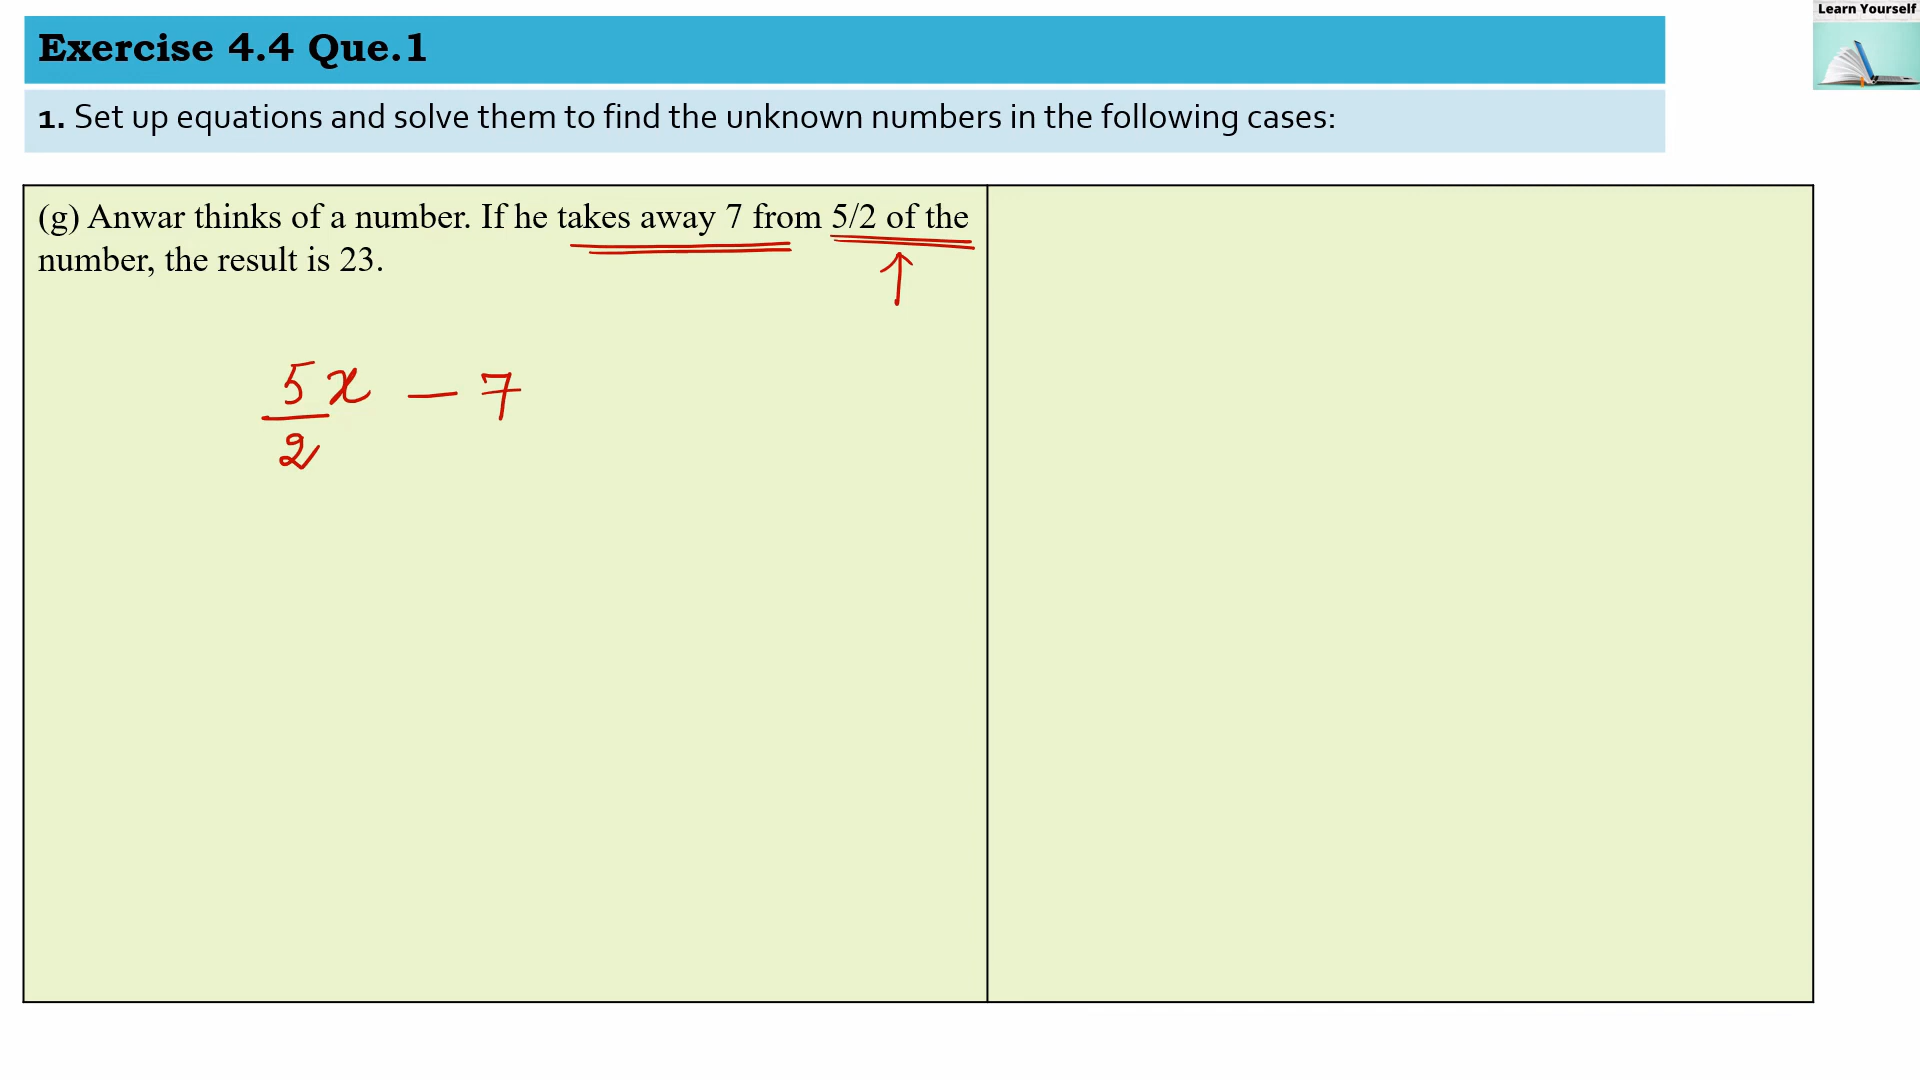 Learn Yourself
Exercise 4.4 Que.1
1. Set up equations and solve them to find the unknown numbers in the following cases:
(g) Anwar thinks of a number. If he takes away 7 from 5/2 of the
number, the result is 23.
5x — 7
2